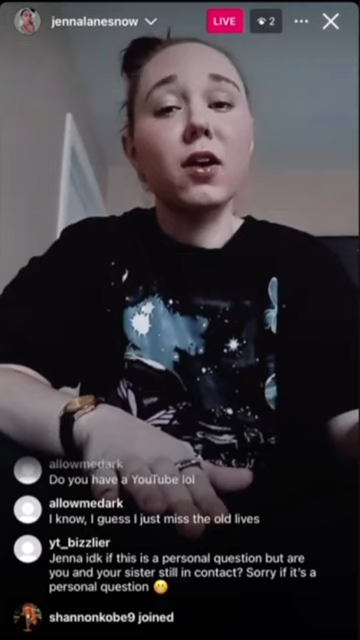 jennalanesnow
LIVE
2
allowmedark
Do you have a YouTube lol
allowmedark
I know, I guess I just miss the old lives
yt_bizzlier
Jenna idk if this is a personal question but are
you and your sister still in contact? Sorry if it's a
personal question 😬
shannonkobe9 joined